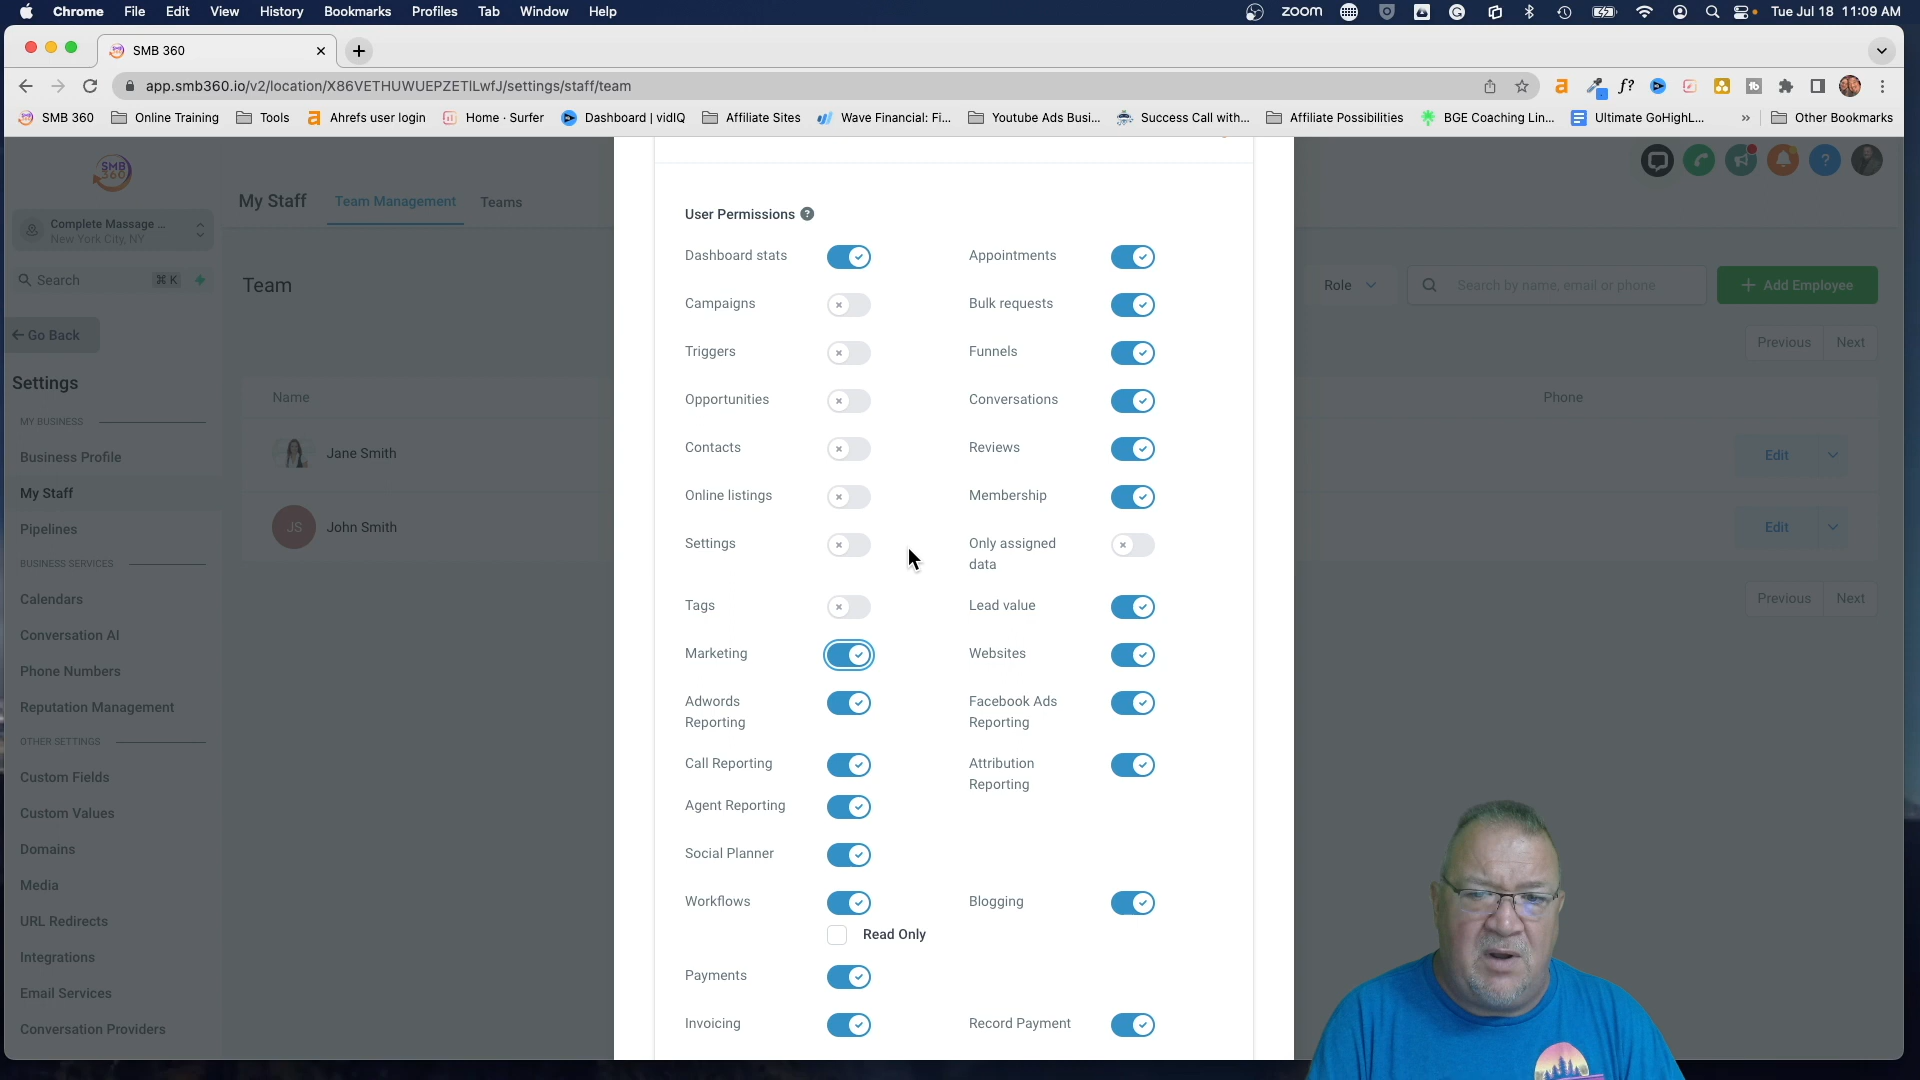 Chrome File Edit View History Bookmarks Profiles Tab Window Help
zoom
Tue Jul 18 11:09 AM
SMB 360
app.smb360.io/v2/location/X86VETHUWUEPZETlLwfJ/settings/staff/team
SMB 360 Online Training Tools Ahrefs user login Home · Surfer Dashboard | vidIQ Affiliate Sites Wave Financial: Fi... Youtube Ads Busi... Success Call with... Affiliate Possibilities BGE Coaching Lin... Ultimate GoHighL... » Other Bookmarks
SMB
360
Complete Massage ...
New York City, NY
Search ⌘ K
← Go Back
Settings
MY BUSINESS
Business Profile
My Staff
Pipelines
BUSINESS SERVICES
Calendars
Conversation AI
Phone Numbers
Reputation Management
OTHER SETTINGS
Custom Fields
Custom Values
Domains
Media
URL Redirects
Integrations
Email Services
Conversation Providers
My Staff Team Management Teams
Team
Role
Search by name, email or phone
+ Add Employee
Previous Next
Name
Phone
Jane Smith
Edit
JS John Smith
Edit
Previous Next
User Permissions ?
Dashboard stats
Appointments
Campaigns
Bulk requests
Triggers
Funnels
Opportunities
Conversations
Contacts
Reviews
Online listings
Membership
Settings
Only assigned
data
Tags
Lead value
Marketing
Websites
Adwords
Reporting
Facebook Ads
Reporting
Call Reporting
Attribution
Reporting
Agent Reporting
Social Planner
Workflows
Blogging
Read Only
Payments
Invoicing
Record Payment